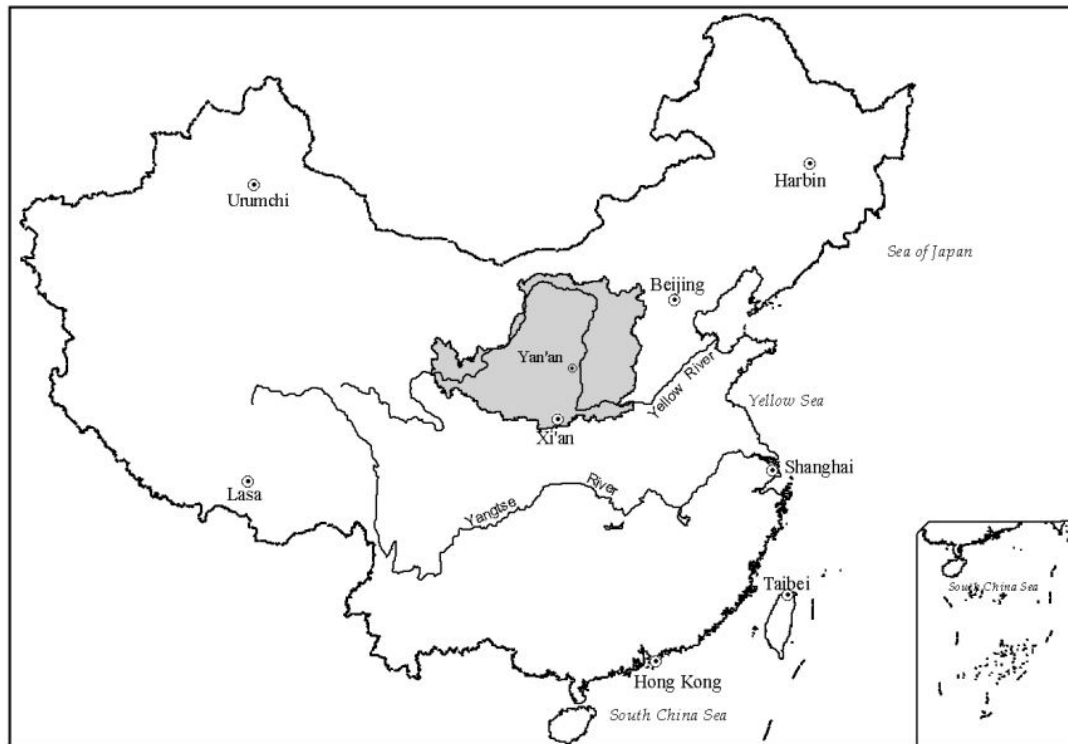 Harbin
Urumchi
Sea of Japan
Beijing
Yan'an
Yellow River
Yellow Sea
Xi'an
Shanghai
Lasa
Yangtse River
Taibei
South China Sea
Hong Kong
South China Sea